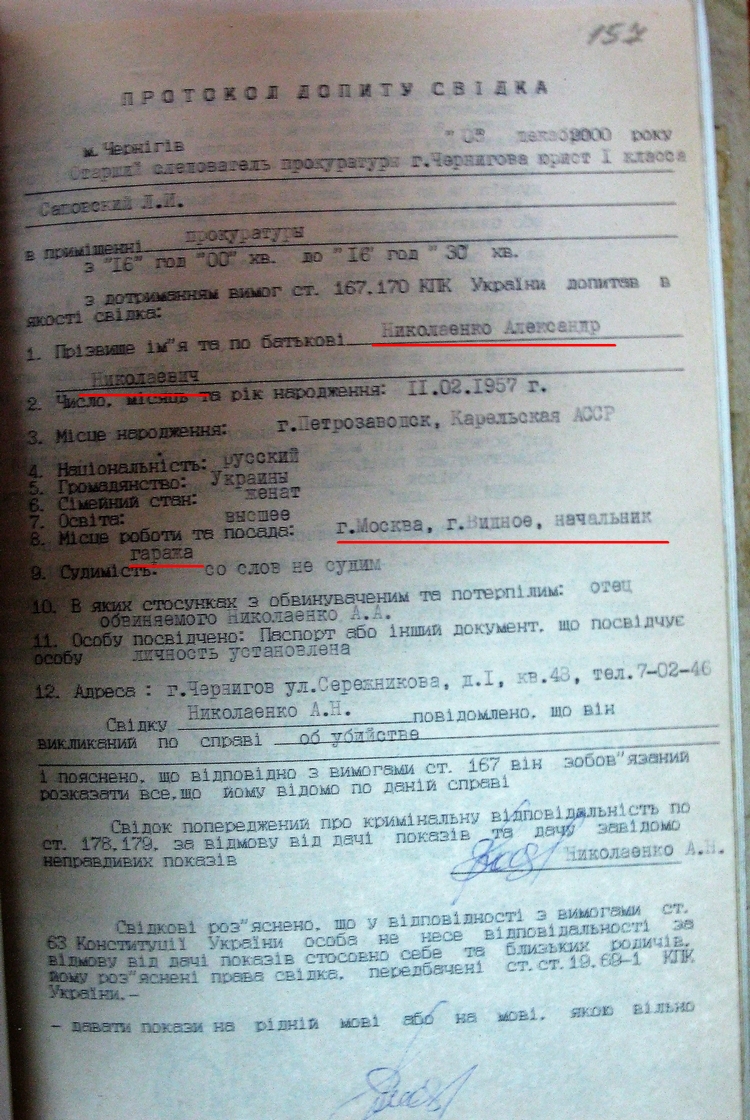 157
ПРОТОКОЛ ДОПИТУ СВІДКА
м.Чернігів " 05 декаб2000 року
Старший следователь прокуратуры г.Чернигова юрист I класса
Садовский Л.И.
в приміщенні прокуратуры
з "I6" год "00" хв. до "I6" год " 30 хв.
з дотриманням вимог ст. 167.170 КПК України допитав в
якості свідка:
1. Прізвище ім"я та по батькові Николаенко Александр
Николаевич
2. Число, місяць та рік народження: II.02.I957 г.
3. Місце народження: г.Петрозаводск, Карельская АССР
4. Національність: русский
5. Громадянство: Украины
6. Сімейний стан: женат
7. Освіта: высшее
8. Місце роботи та посада: г.Москва, г.Видное, начальник
гаража
9. Судимість: со слов не судим
10. В яких стосунках з обвинуваченим та потерпілим: отец
обвиняемого Николаенко А.А.
11. Особу посвідчено: Паспорт або інший документ, що посвідчує
особу личность установлена
12. Адреса : г.Чернигов ул.Сережникова, д.I, кв.43, тел.7-02-46
Свідку Николаенко А.Н. повідомлено, що він
викликаний по справі об убийстве
і пояснено, що відповідно з вимогами ст. 167 він зобов"язаний
розказати все,що йому відомо по даній справі
Свідок попереджений про кримінальну відповідальність по
ст. 178,179, за відмову від дачі показів та дачу завідомо
неправдивих показів Николаенко А.Н.
Свідкові роз"яснено, що у відповідності з вимогами ст.
63 Конституції України особа не несе відповідальності за
відмову від дачі показів стосовно себе та близьких родичів,
йому роз"яснені права свідка, передбачені ст.ст.19,69-1 КПК
України.-
- давати покази на рідній мові або на мові, якою вільно